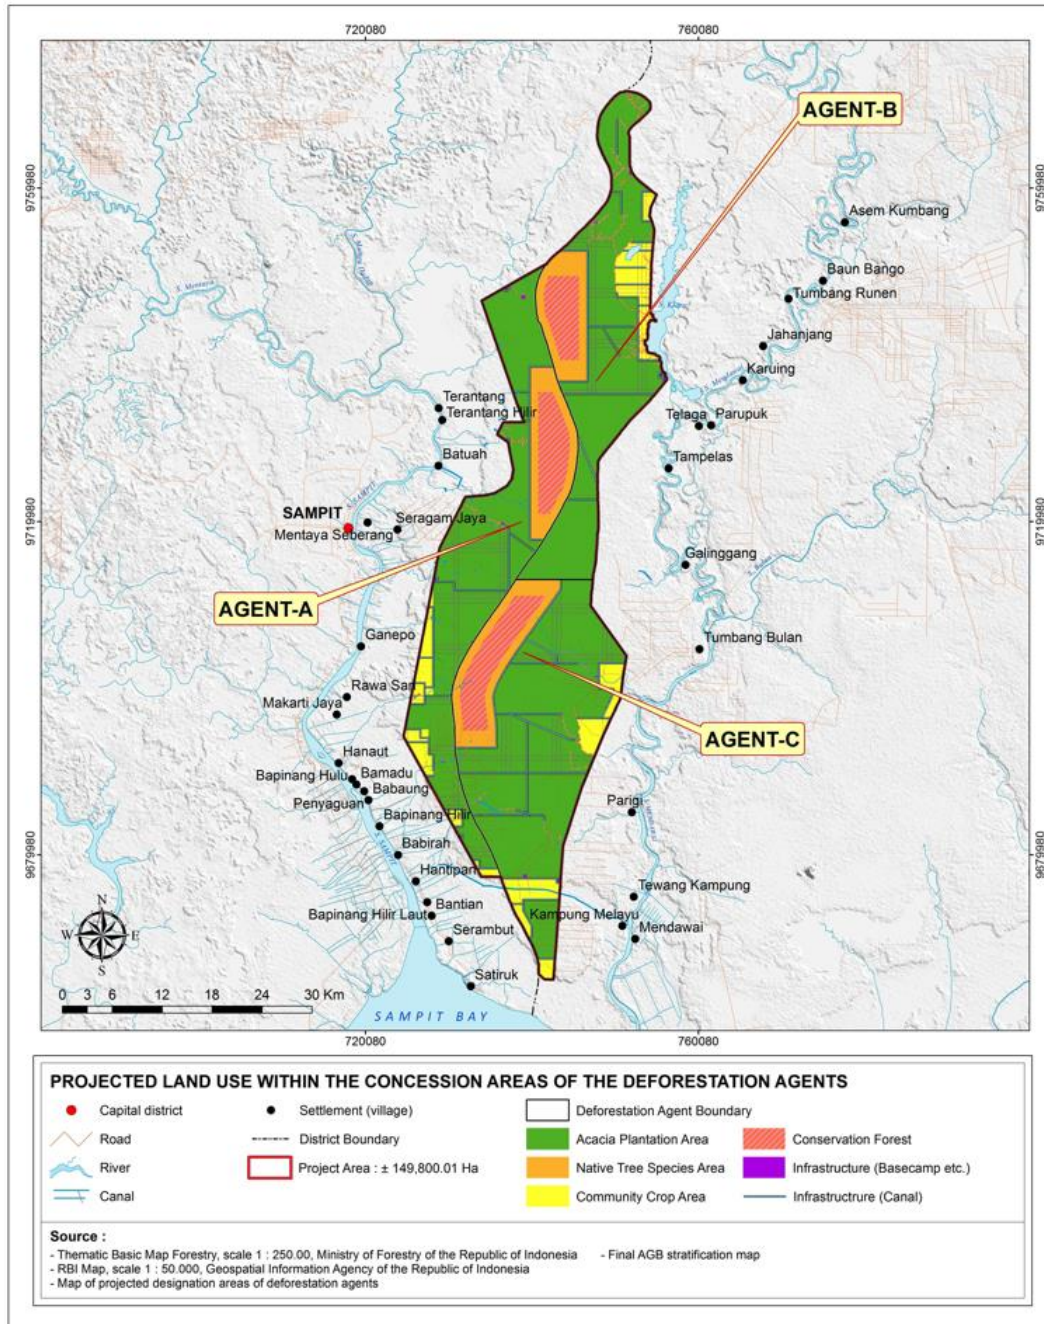 720080
760080
AGENT-B
9759980
9759980
Asem Kumbang
S. Mentaya
Baun Bango
Tumbang Runen
Jahanjang
Karuing
Terantang
Terantang Hilir
Telaga
Parupuk
Batuah
Tampelas
S. SAMPIT
SAMPIT
Seragam Jaya
Mentaya Seberang
9719980
9719980
Galinggang
AGENT-A
Ganepo
Tumbang Bulan
Rawa Sari
Makarti Jaya
AGENT-C
Hanaut
Bapinang Hulu
Bamadu
Babaung
Penyaguan
Parigi
Bapinang Hilir
S. SAMPIT
Babirah
9679980
9679980
Hantipan
Tewang Kampung
Bantian
Bapinang Hilir Laut
Kampung Melayu
Mendawai
Serambut
N
W
E
S
Satiruk
0 3 6 12 18 24 30 Km
SAMPIT BAY
720080
760080
PROJECTED LAND USE WITHIN THE CONCESSION AREAS OF THE DEFORESTATION AGENTS
Capital district
Settlement (village)
Deforestation Agent Boundary
Road
District Boundary
Acacia Plantation Area
Conservation Forest
River
Project Area : ± 149,800.01 Ha
Native Tree Species Area
Infrastructure (Basecamp etc.)
Canal
Community Crop Area
Infrastructrure (Canal)
Source :
- Thematic Basic Map Forestry, scale 1 : 250.00, Ministry of Forestry of the Republic of Indonesia
- Final AGB stratification map
- RBI Map, scale 1 : 50.000, Geospatial Information Agency of the Republic of Indonesia
- Map of projected designation areas of deforestation agents